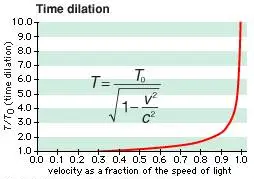 Time dilation
T/T₀ (time dilation)
10.0
9.0
8.0
7.0
6.0
5.0
4.0
3.0
2.0
1.0
T = T₀ / √(1 − v²/c²)
0.0 0.1 0.2 0.3 0.4 0.5 0.6 0.7 0.8 0.9 1.0
velocity as a fraction of the speed of light